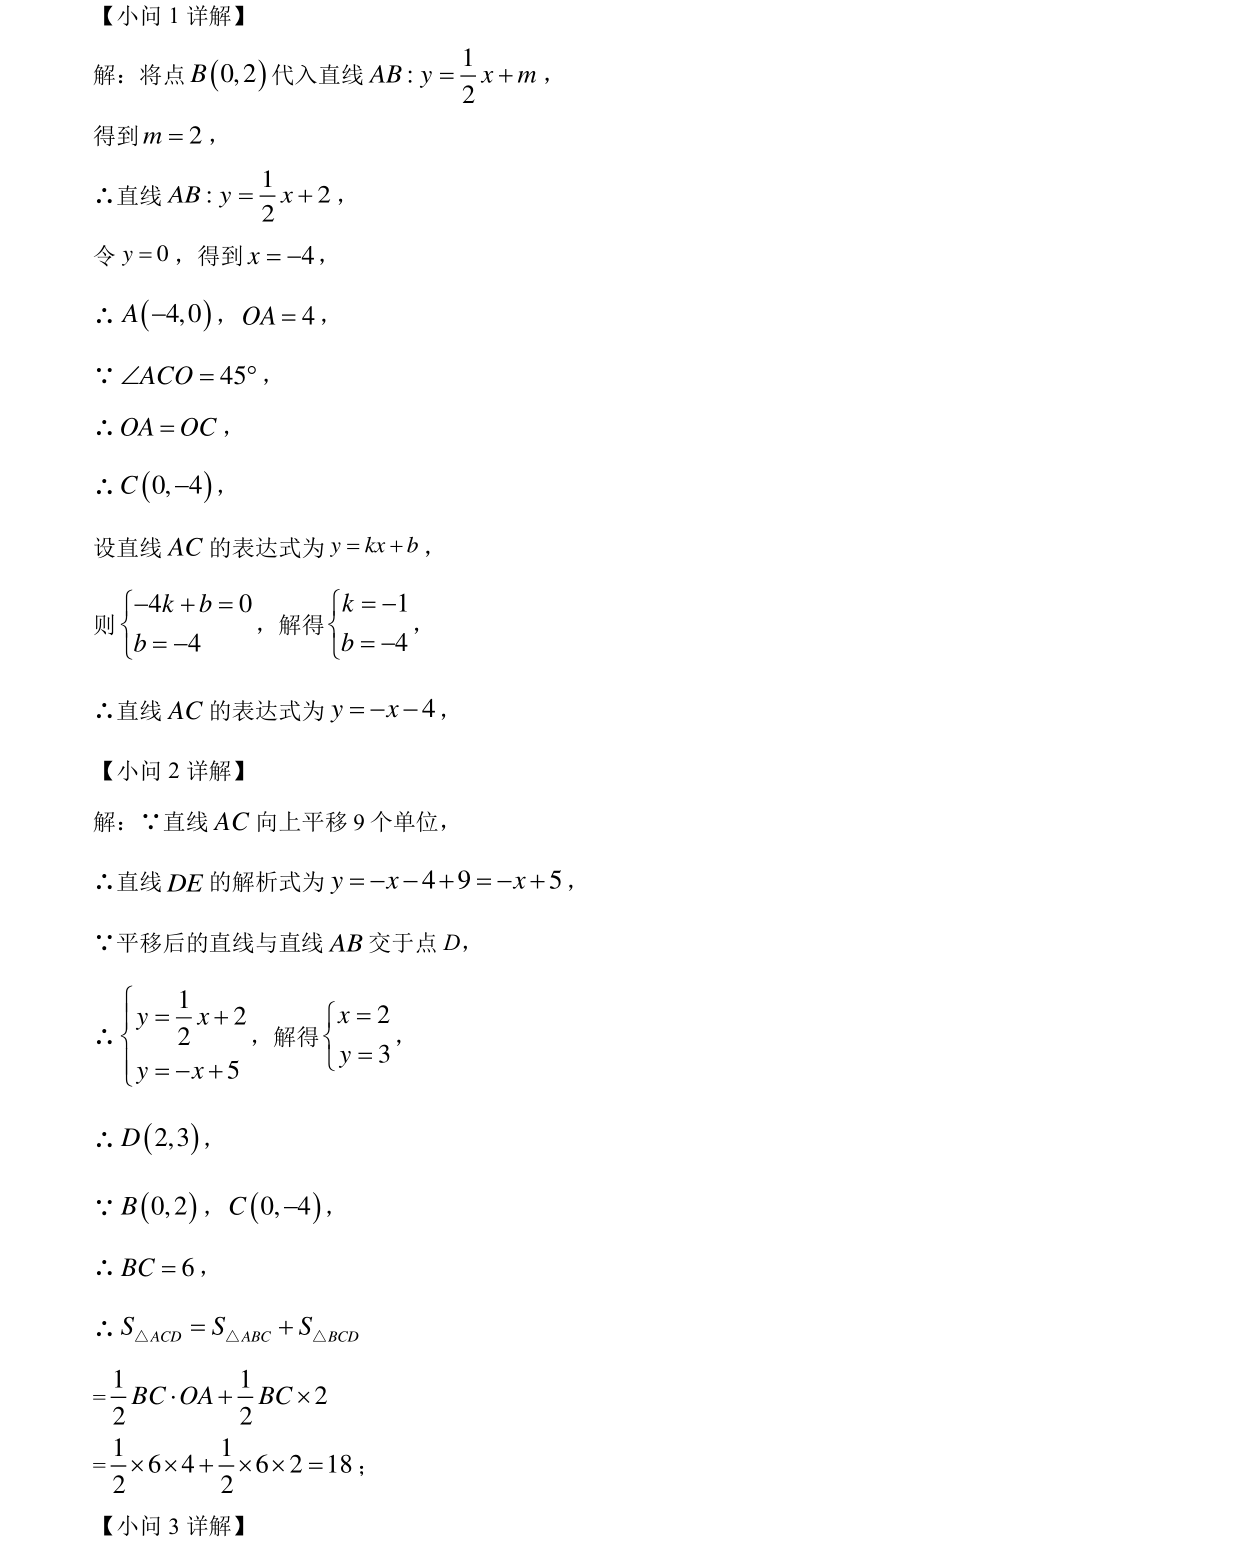 【小问 1 详解】
解：将点 B(0,2) 代入直线 AB : y = 1/2 x + m，
得到 m = 2，
∴直线 AB : y = 1/2 x + 2，
令 y = 0，得到 x = −4，
∴ A(−4,0)，OA = 4，
∵ ∠ACO = 45°，
∴ OA = OC，
∴ C(0,−4)，
设直线 AC 的表达式为 y = kx + b，
则 {−4k + b = 0, b = −4，解得 {k = −1, b = −4，
∴直线 AC 的表达式为 y = −x − 4，
【小问 2 详解】
解：∵直线 AC 向上平移 9 个单位，
∴直线 DE 的解析式为 y = −x − 4 + 9 = −x + 5，
∵平移后的直线与直线 AB 交于点 D，
∴ {y = 1/2 x + 2, y = −x + 5，解得 {x = 2, y = 3，
∴ D(2,3)，
∵ B(0,2)，C(0,−4)，
∴ BC = 6，
∴ S△ACD = S△ABC + S△BCD
= 1/2 BC · OA + 1/2 BC × 2
= 1/2 × 6 × 4 + 1/2 × 6 × 2 = 18；
【小问 3 详解】